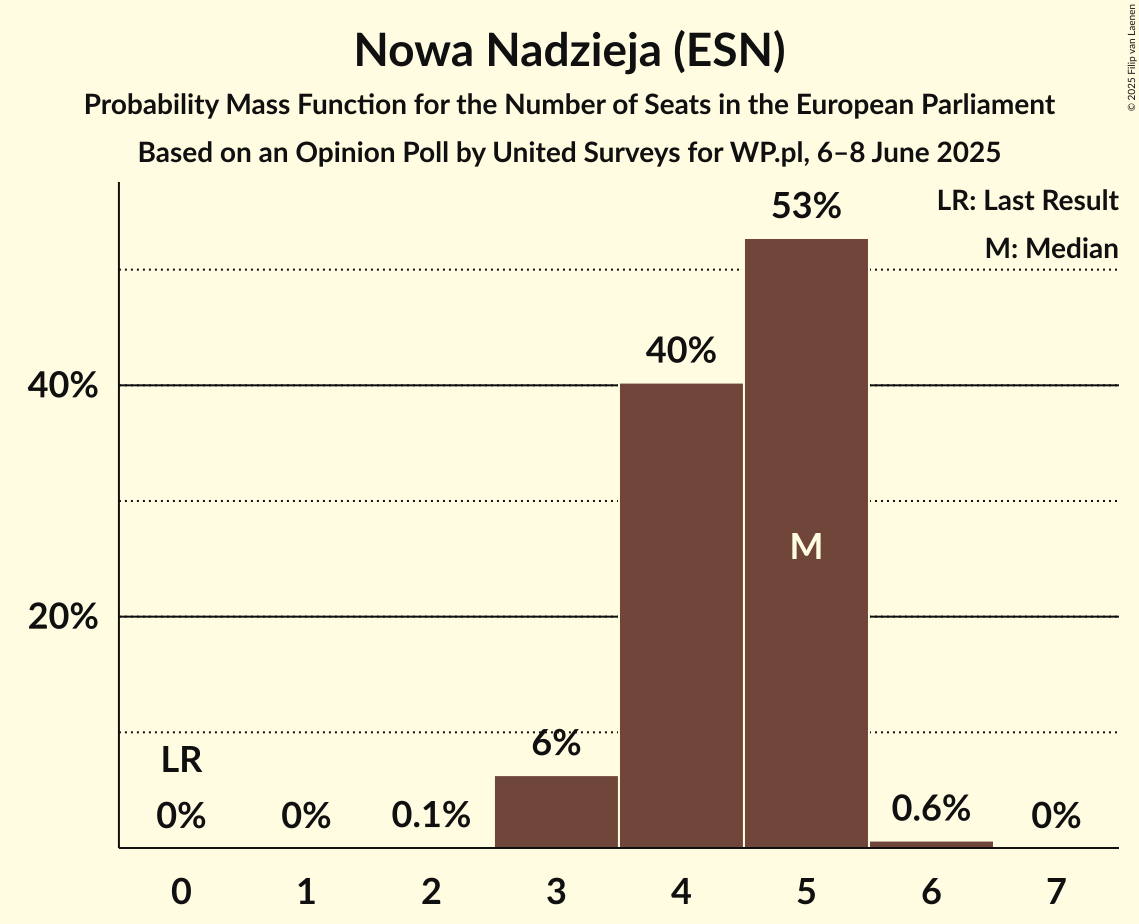 Nowa Nadzieja (ESN)
Probability Mass Function for the Number of Seats in the European Parliament
Based on an Opinion Poll by United Surveys for WP.pl, 6–8 June 2025
© 2025 Filip van Laenen
LR: Last Result
M: Median
53%
40%
40%
M
20%
6%
LR
0%
0%
0.1%
0.6%
0%
0
1
2
3
4
5
6
7